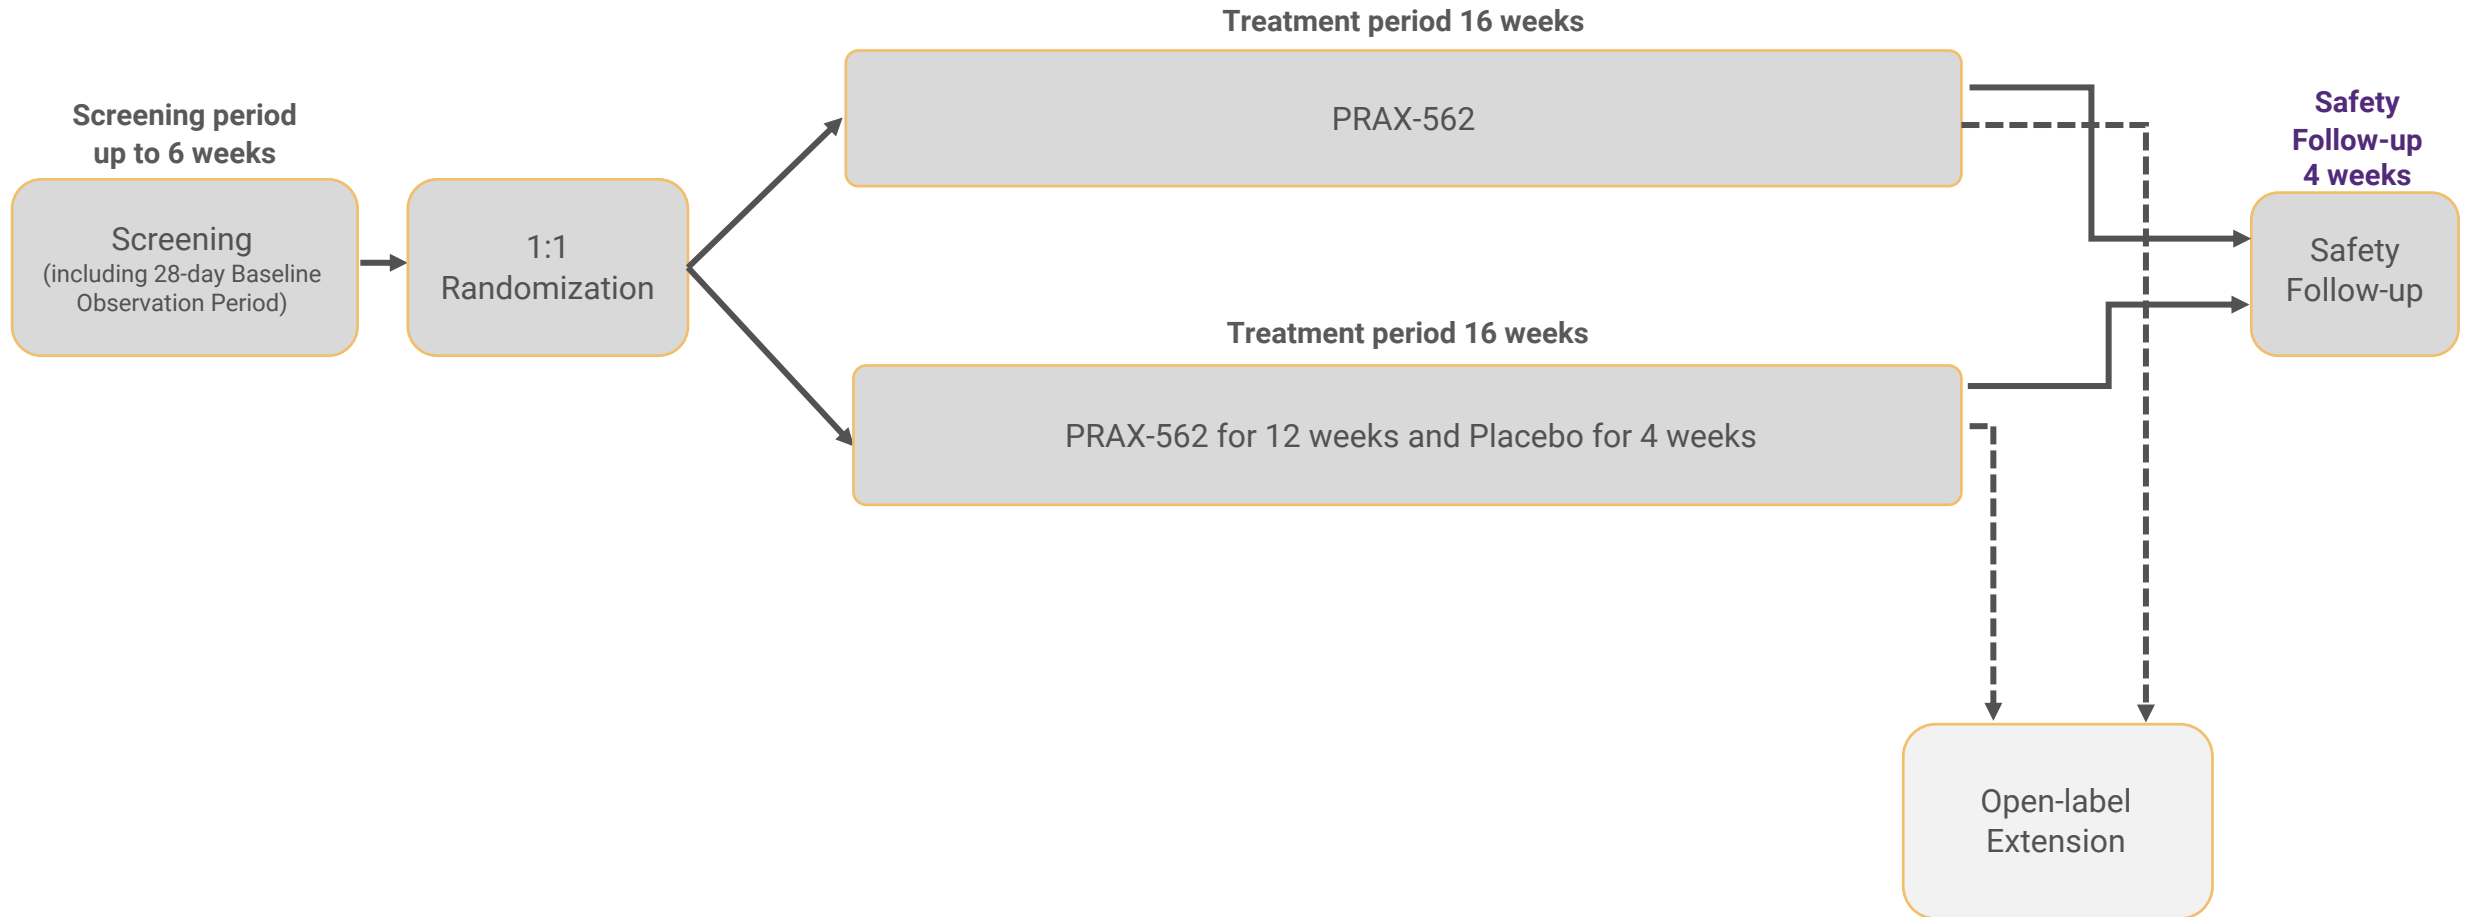 Treatment period 16 weeks
PRAX-562
Screening period
up to 6 weeks
Screening
(including 28-day Baseline
Observation Period)
1:1
Randomization
Treatment period 16 weeks
PRAX-562 for 12 weeks and Placebo for 4 weeks
Safety
Follow-up
4 weeks
Safety
Follow-up
Open-label
Extension